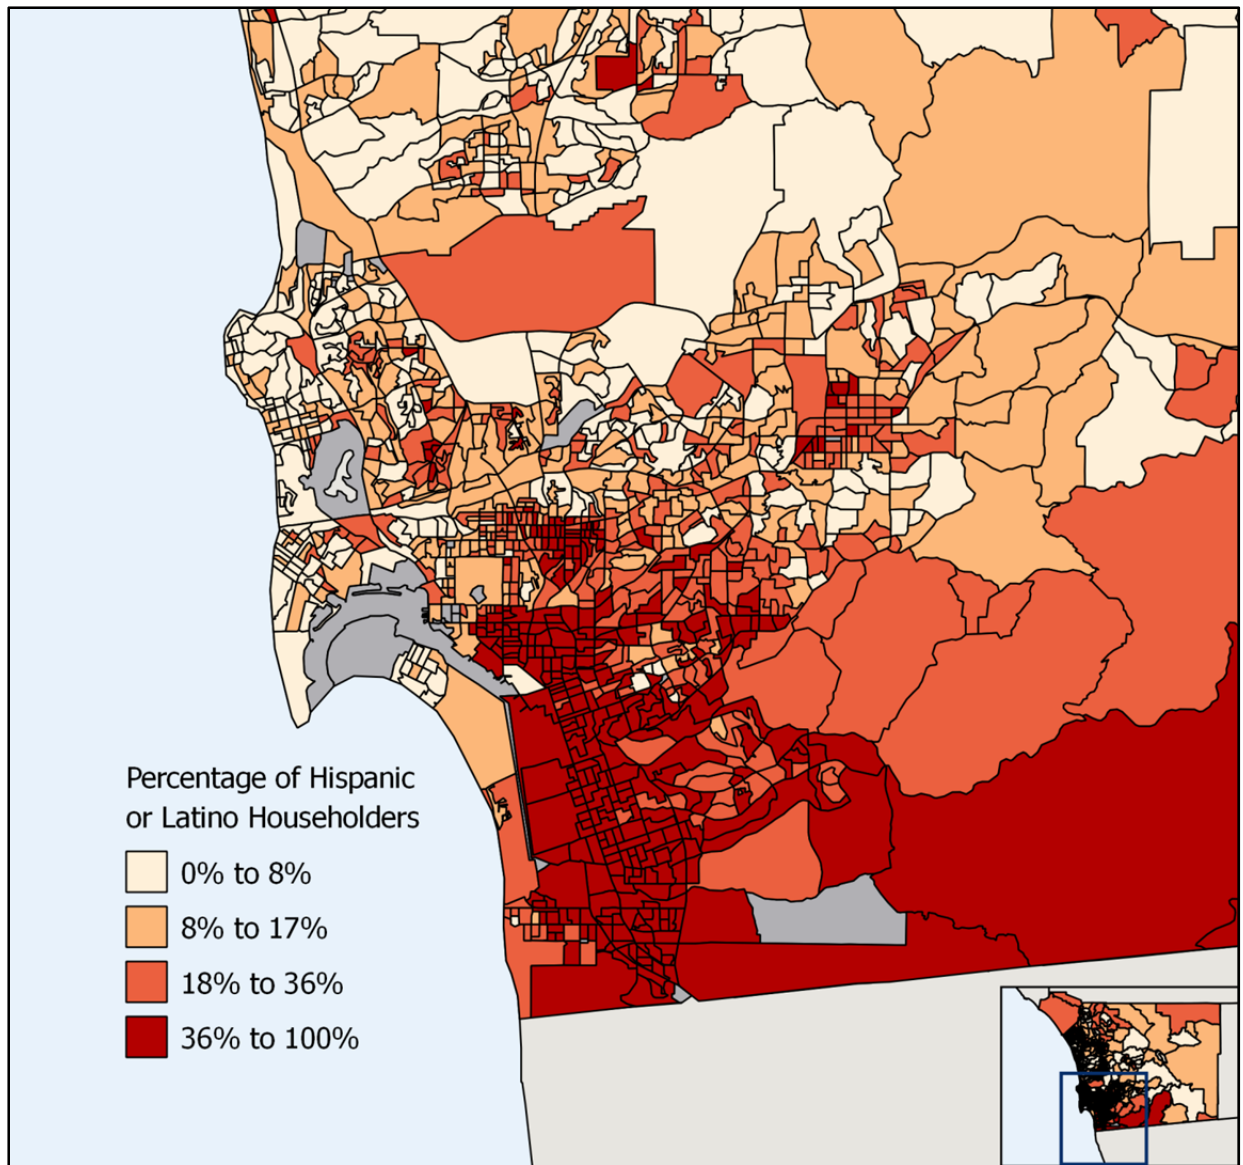 Percentage of Hispanic
or Latino Householders
0% to 8%
8% to 17%
18% to 36%
36% to 100%